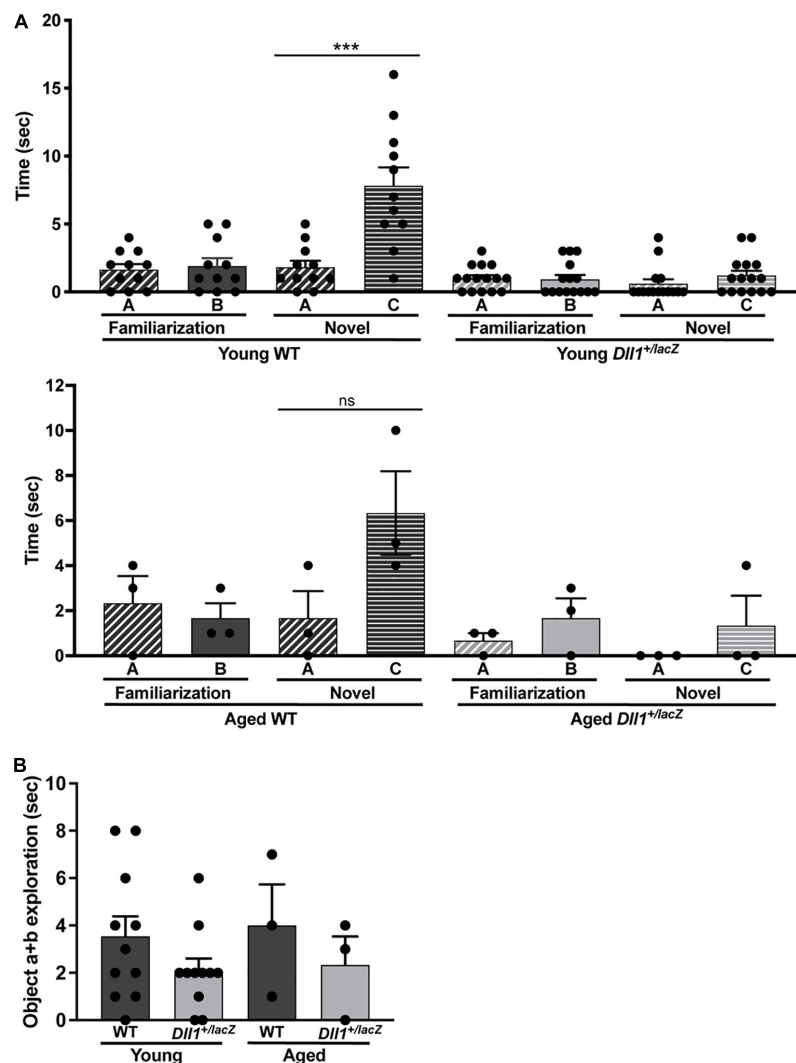 A
Time (sec)
20
15
10
5
0
***
A B A C A B A C
Familiarization Novel Familiarization Novel
Young WT Young Dll1+/lacZ
Time (sec)
12
10
8
6
4
2
0
ns
A B A C A B A C
Familiarization Novel Familiarization Novel
Aged WT Aged Dll1+/lacZ
B
Object a+b exploration (sec)
10
8
6
4
2
0
WT Dll1+/lacZ WT Dll1+/lacZ
Young Aged